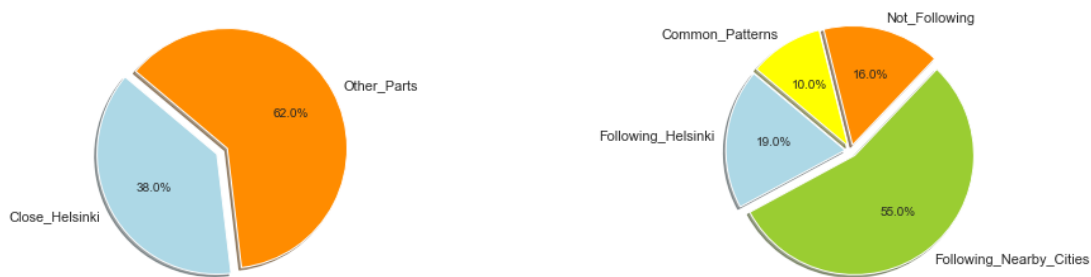 Other_Parts
62.0%
38.0%
Close_Helsinki
Not_Following
Common_Patterns
16.0%
10.0%
Following_Helsinki
19.0%
55.0%
Following_Nearby_Cities